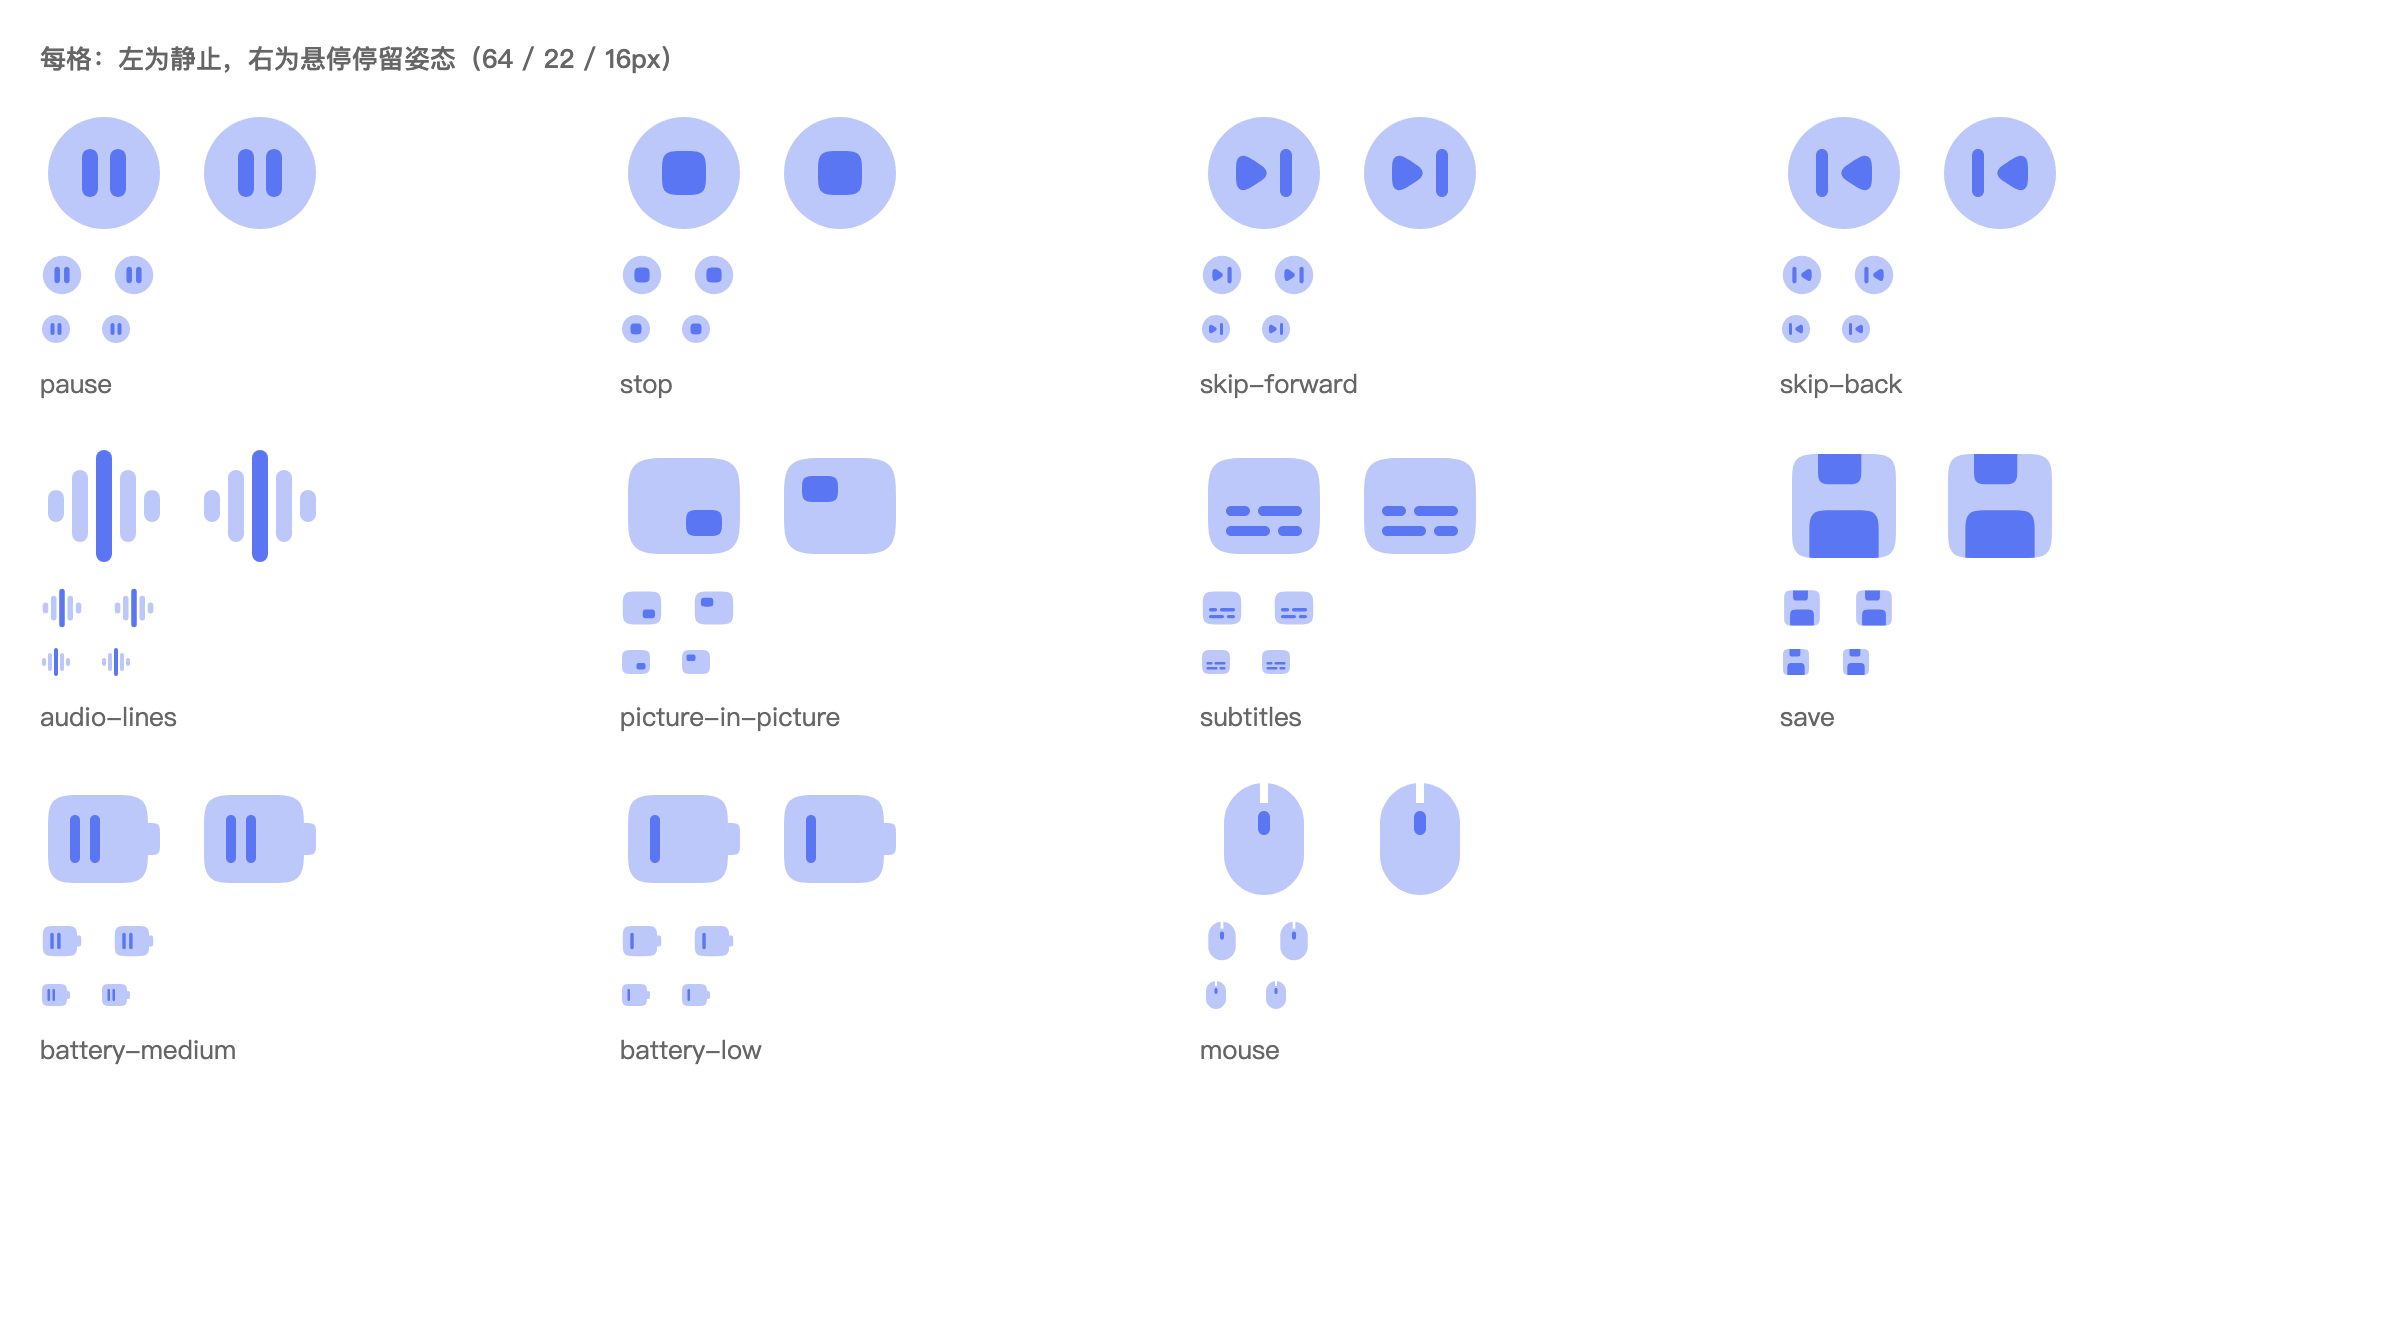 每格：左为静止，右为悬停停留姿态（64 / 22 / 16px）
pause
stop
skip-forward
skip-back
audio-lines
picture-in-picture
subtitles
save
battery-medium
battery-low
mouse